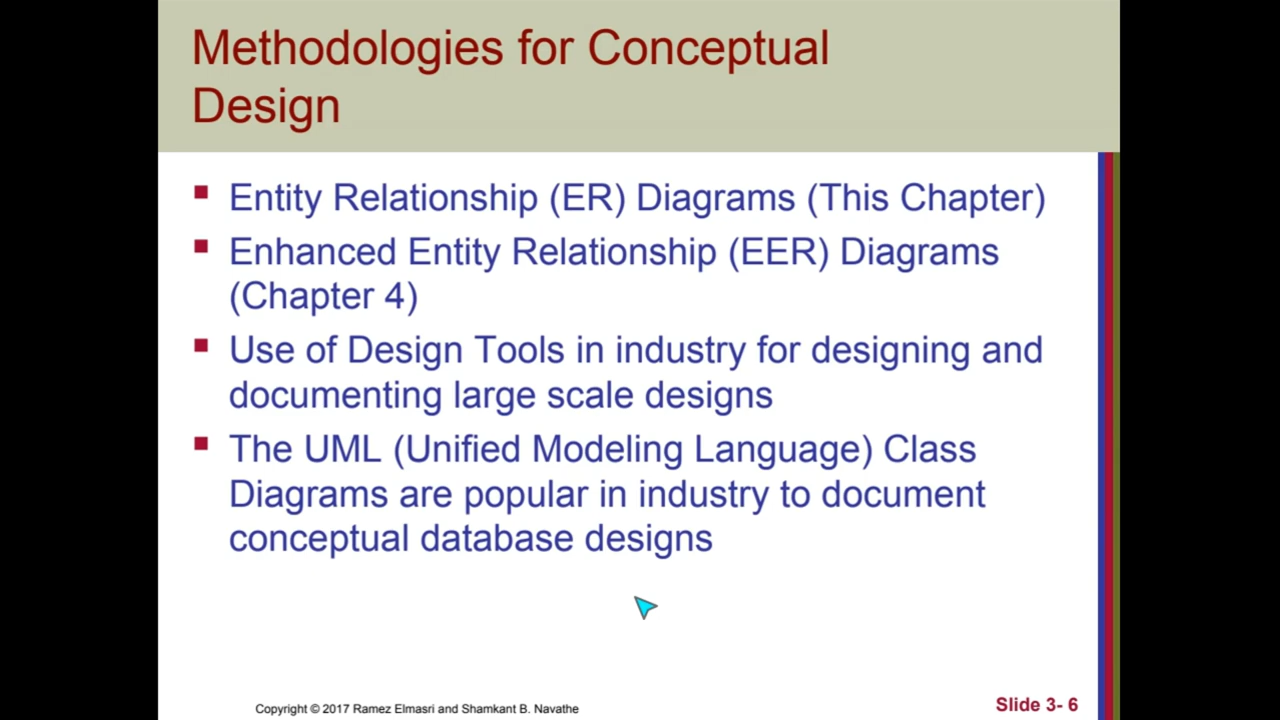 Methodologies for Conceptual
Design
Entity Relationship (ER) Diagrams (This Chapter)
Enhanced Entity Relationship (EER) Diagrams
(Chapter 4)
Use of Design Tools in industry for designing and
documenting large scale designs
The UML (Unified Modeling Language) Class
Diagrams are popular in industry to document
conceptual database designs
Copyright © 2017 Ramez Elmasri and Shamkant B. Navathe
Slide 3- 6